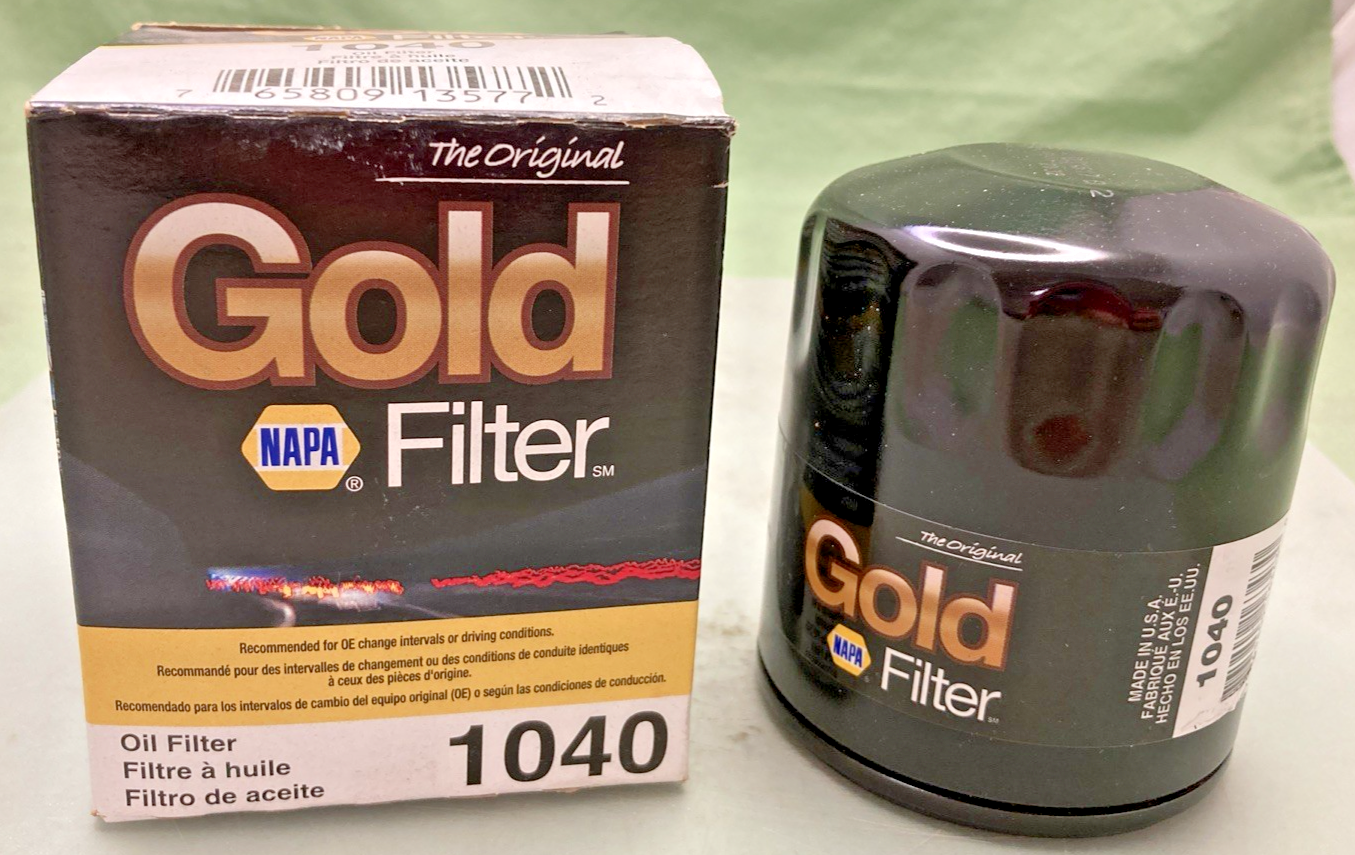 NAPA Filter
1040
Oil Filter
Filtre à huile
Filtro de aceite
7 65809 13577 2
The Original
Gold
NAPA® Filter SM
Recommended for OE change intervals or driving conditions.
Recommandé pour des intervalles de changement ou des conditions de conduite identiques
à ceux des pièces d'origine.
Recomendado para los intervalos de cambio del equipo original (OE) o según las condiciones de conducción.
Oil Filter
Filtre à huile
Filtro de aceite
1040
The Original
Gold
NAPA Filter SM
MADE IN U.S.A.
FABRIQUÉ AUX É.-U.
HECHO EN LOS EE.UU.
1040